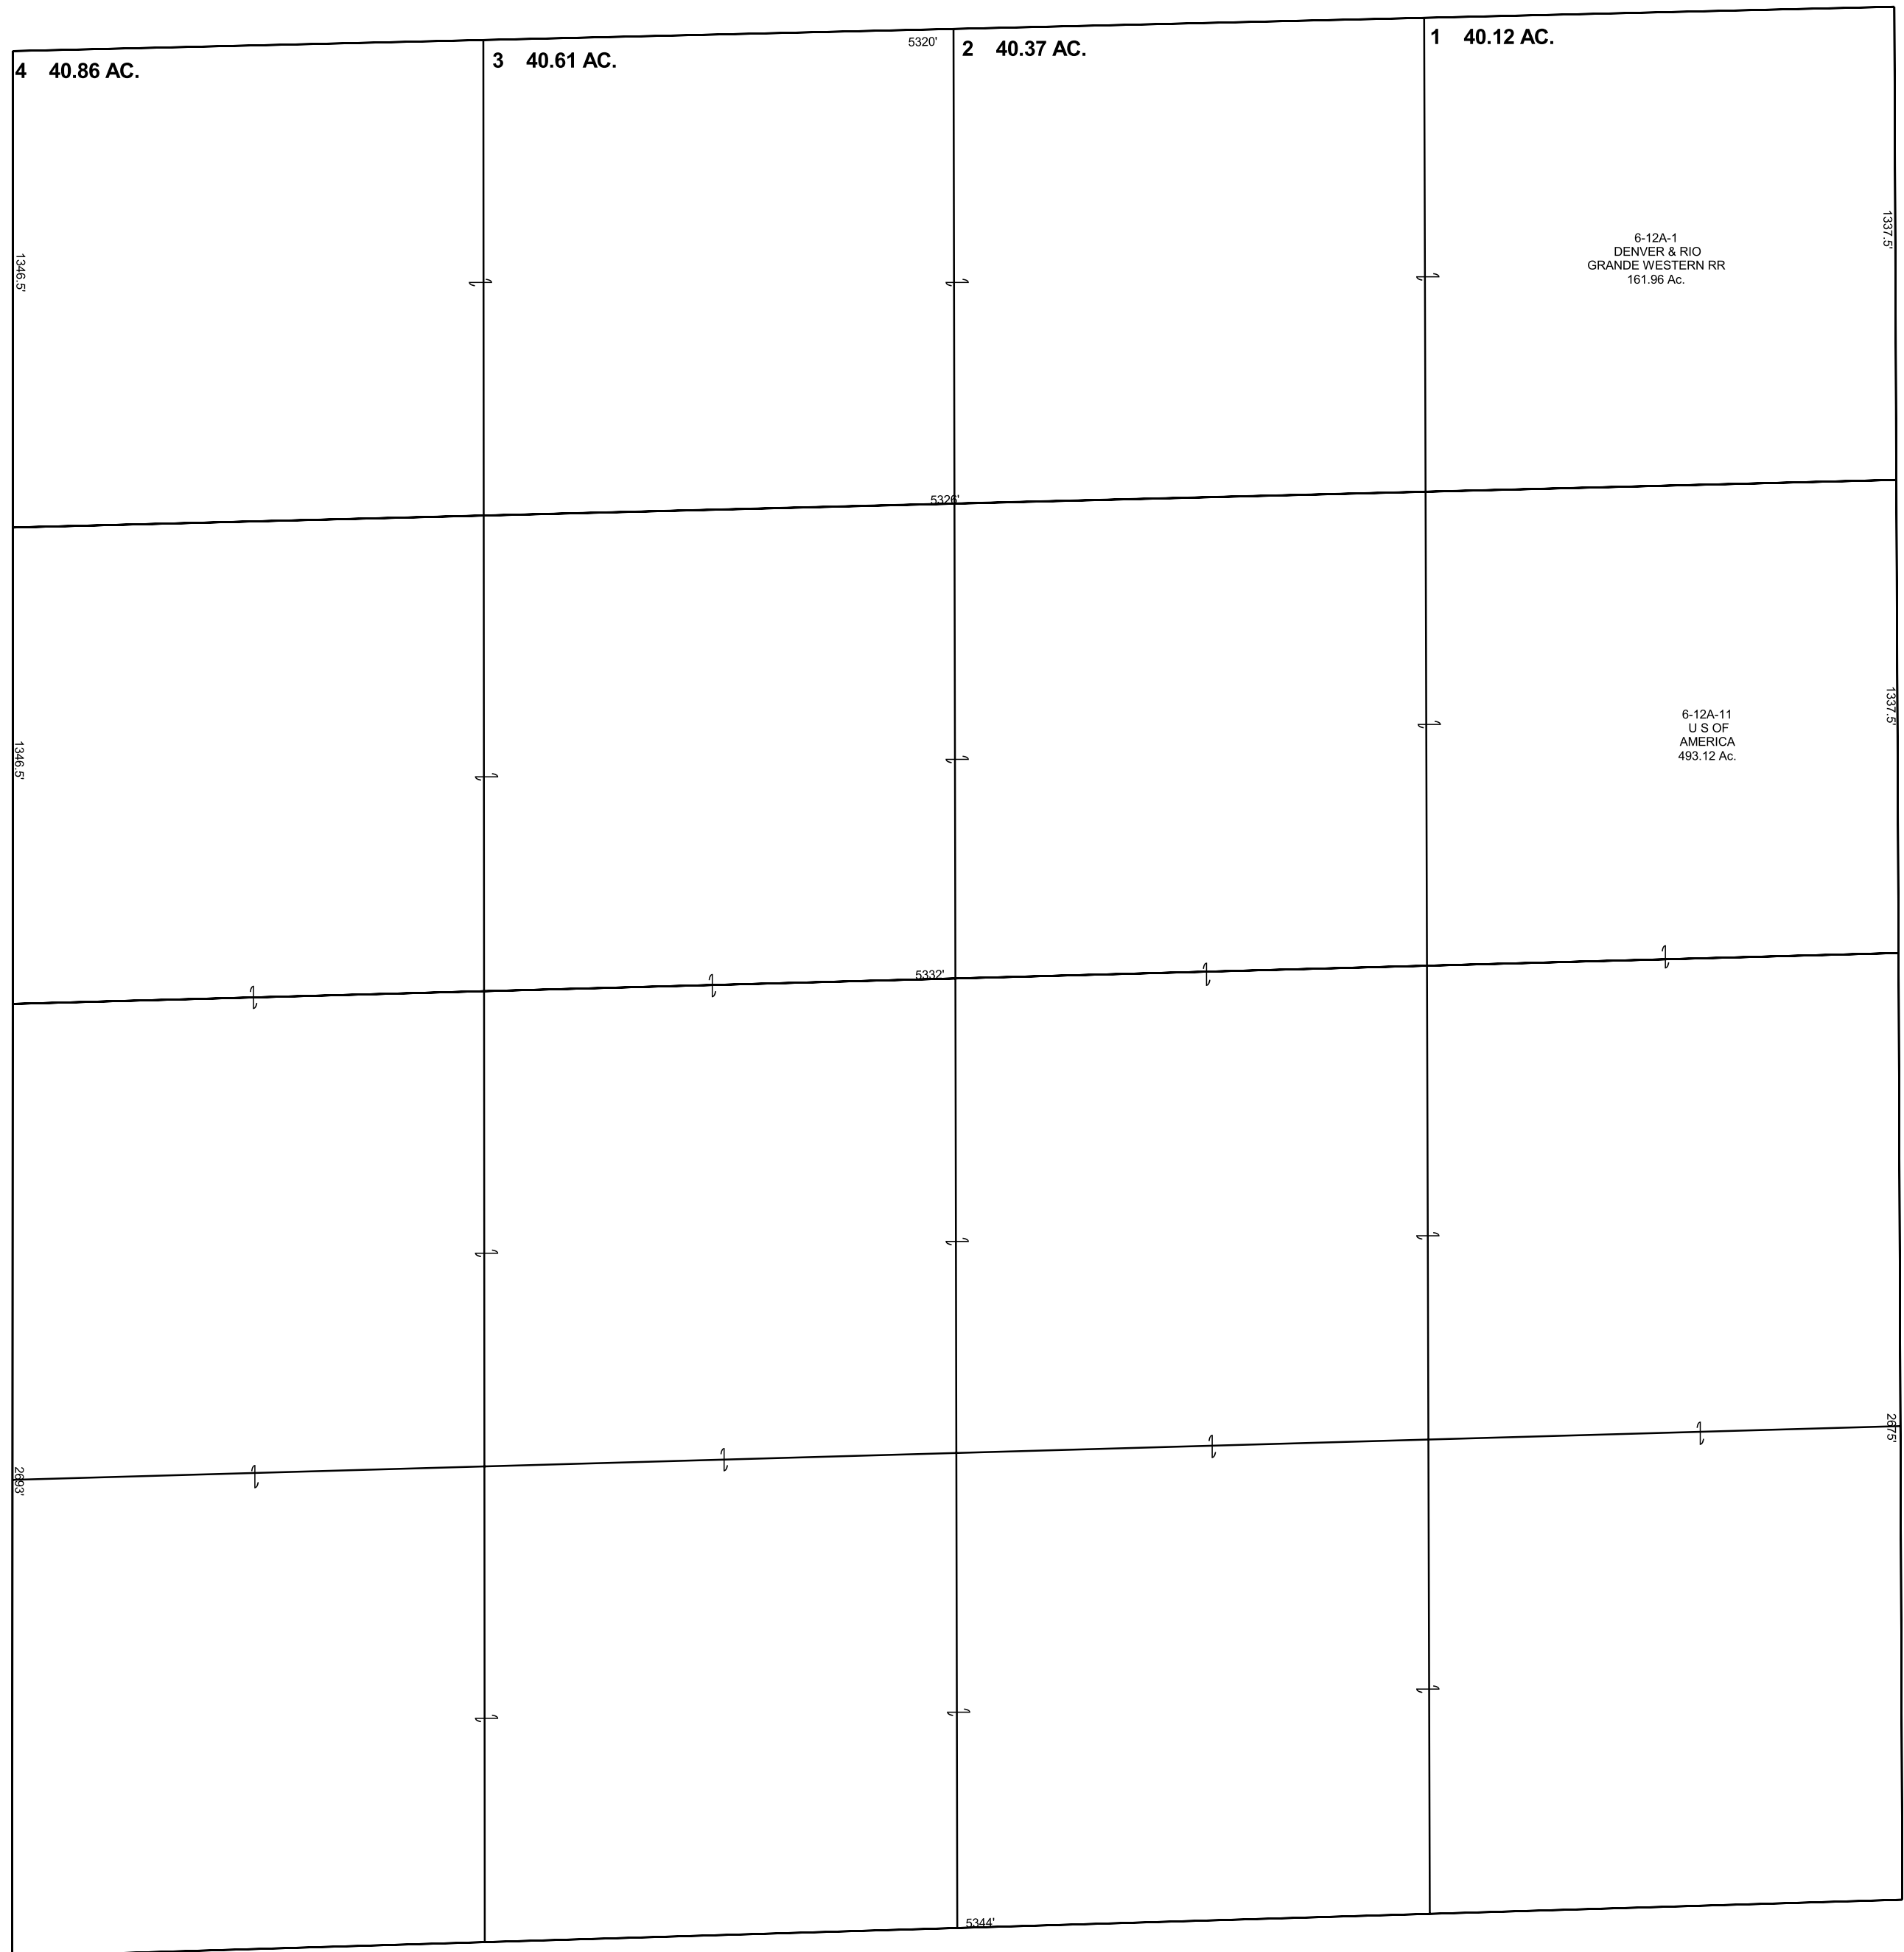 5320'
1 40.12 AC.
2 40.37 AC.
3 40.61 AC.
4 40.86 AC.
1337.5'
6-12A-1
DENVER & RIO
GRANDE WESTERN RR
161.96 Ac.
1346.5'
5326'
1337.5'
6-12A-11
U S OF
AMERICA
493.12 Ac.
1346.5'
5332'
2675'
2693'
5344'